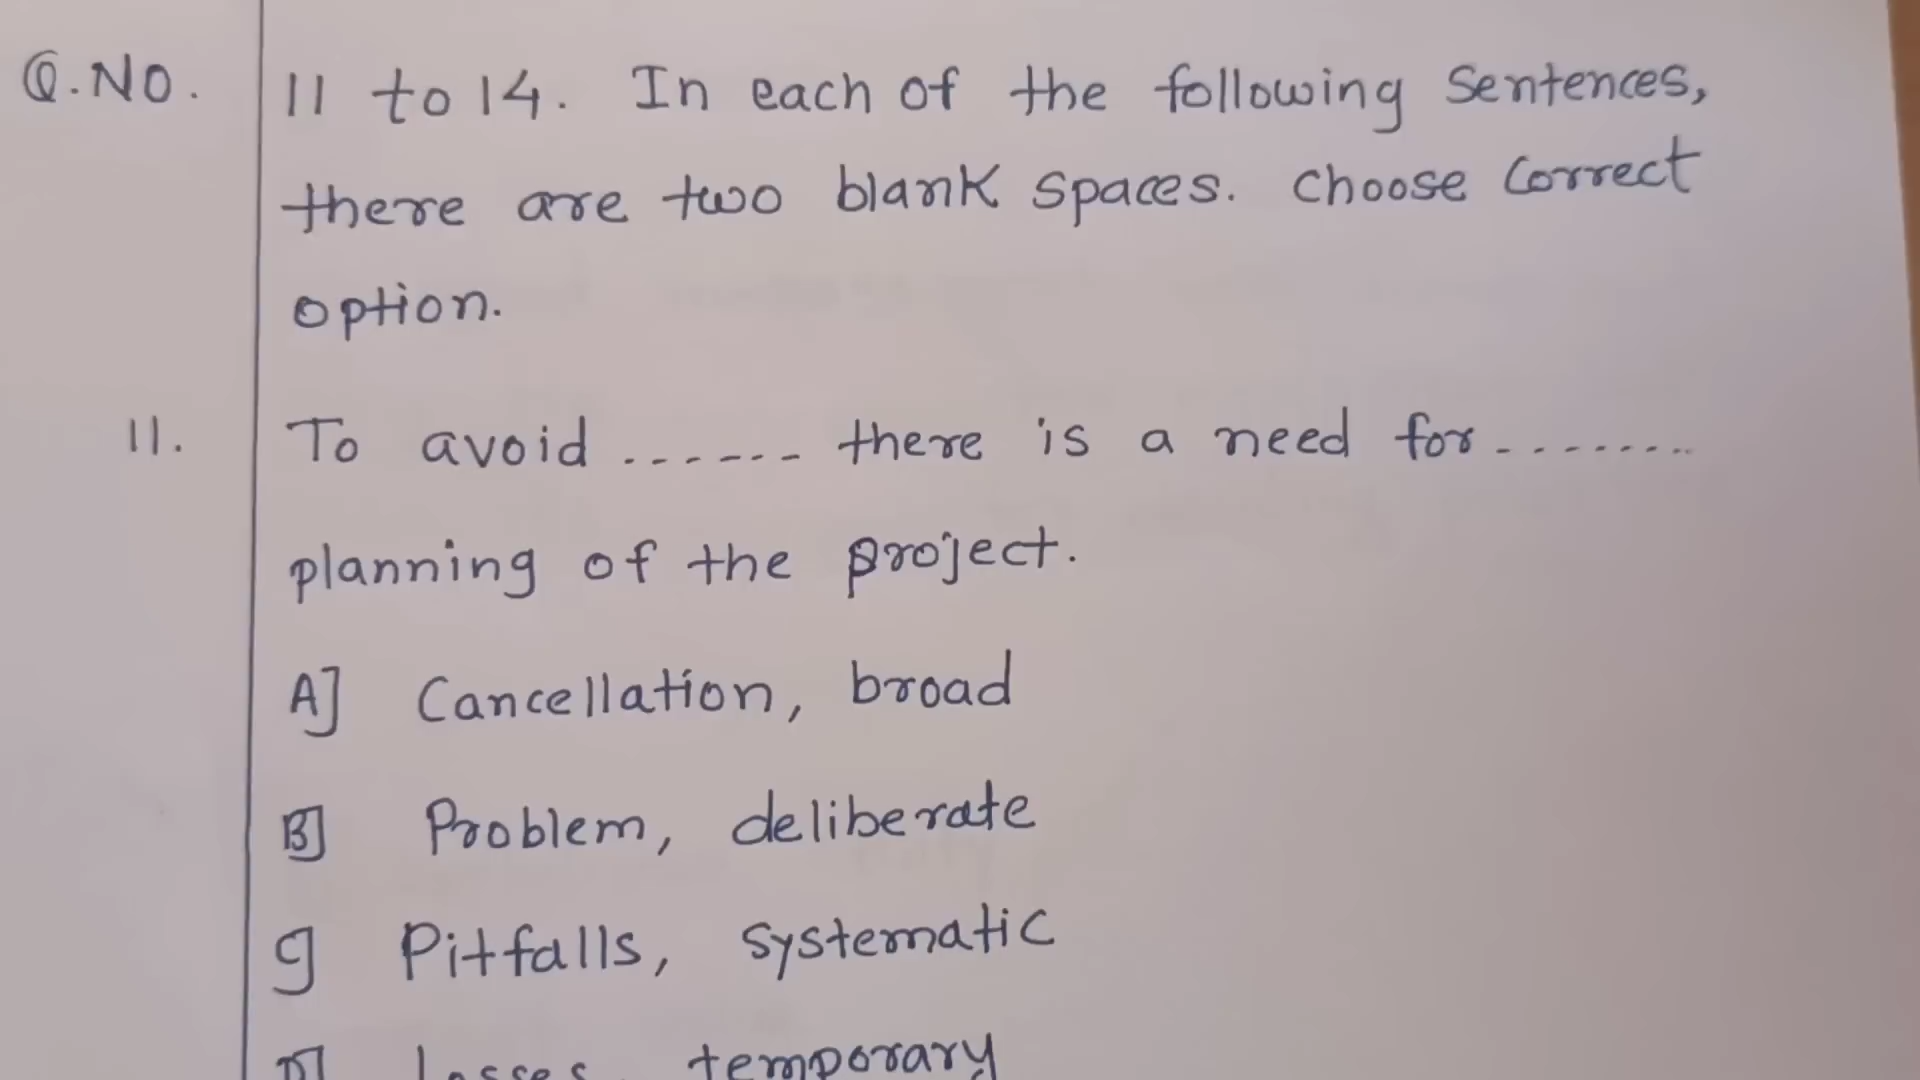 Q.NO. 11 to 14. In each of the following Sentences,
there are two blank spaces. Choose Correct
option.
11. To avoid ...... there is a need for ........
planning of the project.
A] Cancellation, broad
B] Problem, deliberate
C] Pitfalls, systematic
D] losses, temporary